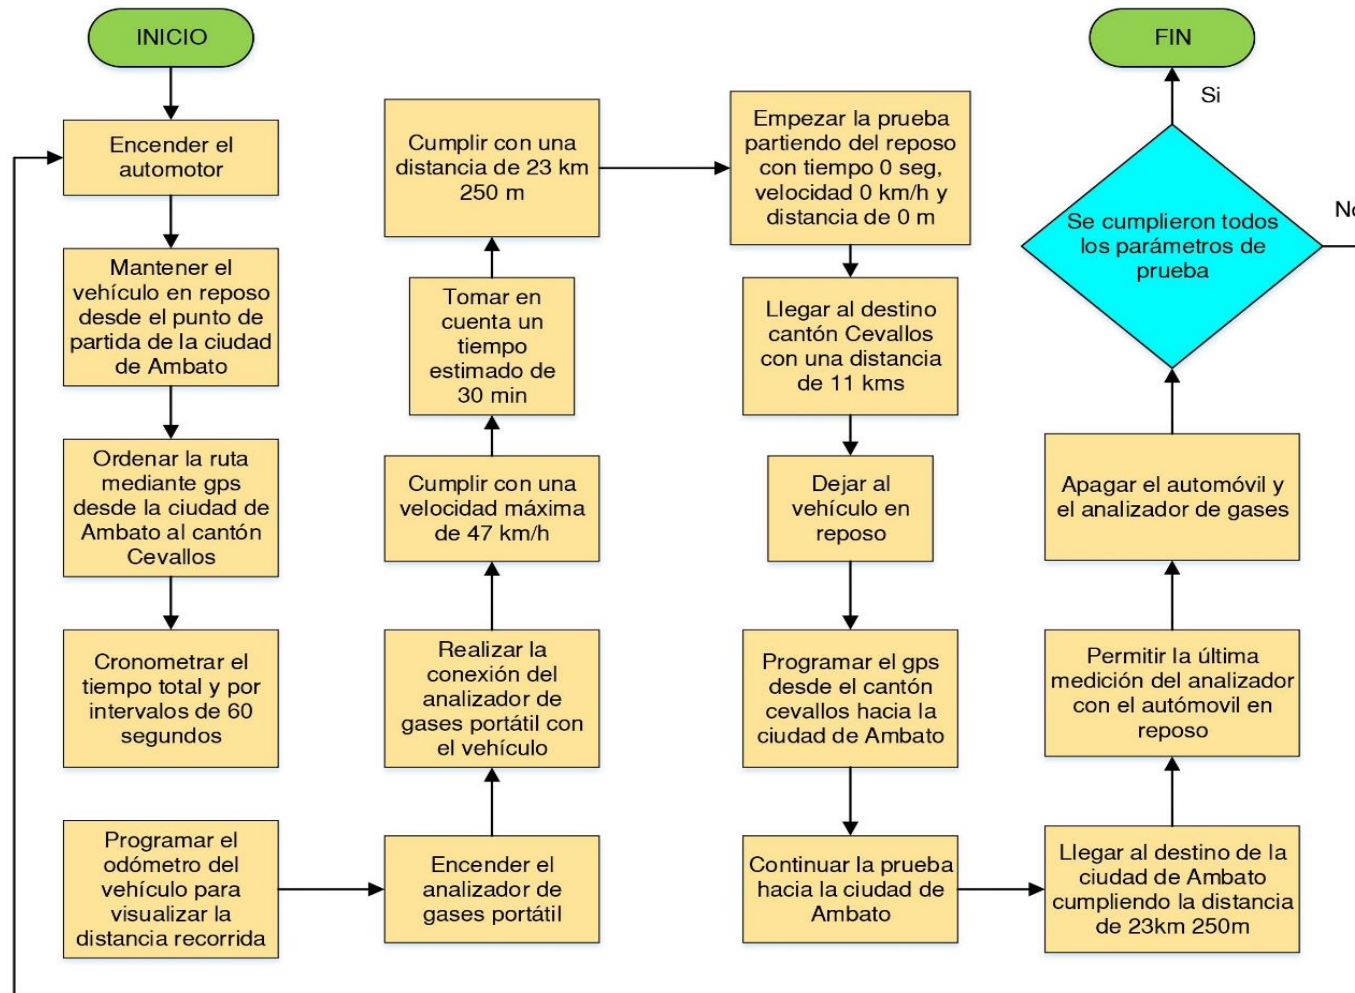 INICIO
Encender el
automotor
Mantener el
vehículo en reposo
desde el punto de
partida de la ciudad
de Ambato
Ordenar la ruta
mediante gps
desde la ciudad de
Ambato al cantón
Cevallos
Cronometrar el
tiempo total y por
intervalos de 60
segundos
Programar el
odómetro del
vehículo para
visualizar la
distancia recorrida
Encender el
analizador de
gases portátil
Realizar la
conexión del
analizador de
gases portátil con
el vehículo
Cumplir con una
velocidad máxima
de 47 km/h
Tomar en
cuenta un
tiempo
estimado de
30 min
Cumplir con una
distancia de 23 km
250 m
Empezar la prueba
partiendo del reposo
con tiempo 0 seg,
velocidad 0 km/h y
distancia de 0 m
Llegar al destino
cantón Cevallos
con una distancia
de 11 kms
Dejar al
vehículo en
reposo
Programar el gps
desde el cantón
cevallos hacia la
ciudad de Ambato
Continuar la prueba
hacia la ciudad de
Ambato
Llegar al destino de la
ciudad de Ambato
cumpliendo la distancia
de 23km 250m
Permitir la última
medición del analizador
con el autómovil en
reposo
Apagar el automóvil y
el analizador de gases
Se cumplieron todos
los parámetros de
prueba
No
Si
FIN